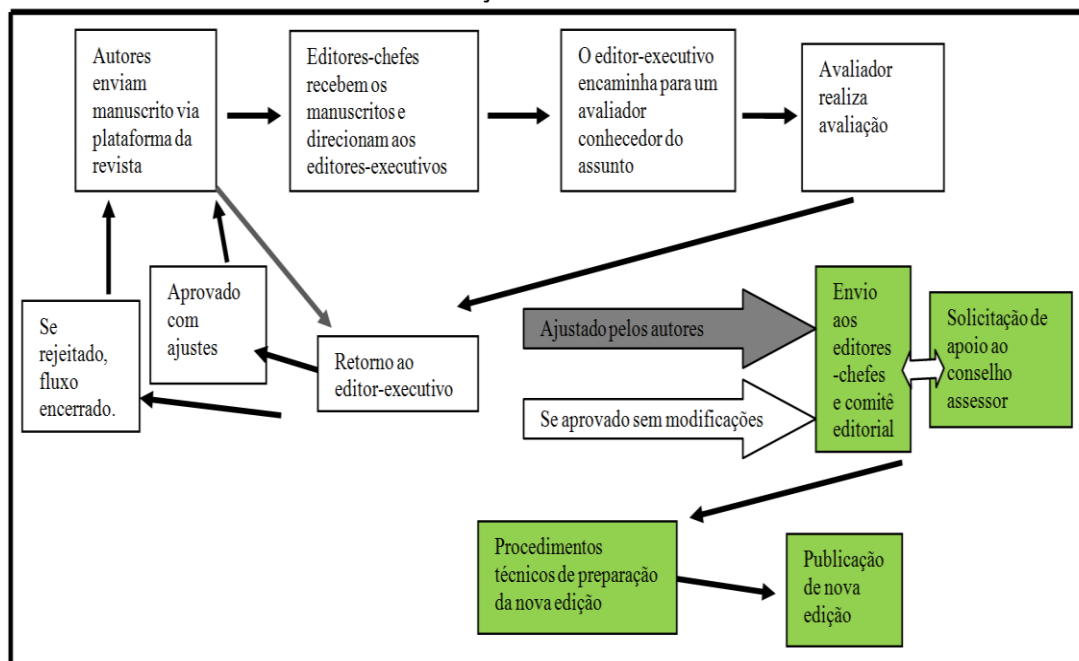 Autores
enviam
manuscrito via
plataforma da
revista
Editores-chefes
recebem os
manuscritos e
direcionam aos
editores-executivos
O editor-executivo
encaminha para um
avaliador
conhecedor do
assunto
Avaliador
realiza
avaliação
Se
rejeitado,
fluxo
encerrado.
Aprovado
com
ajustes
Retorno ao
editor-executivo
Ajustado pelos autores
Se aprovado sem modificações
Envio
aos
editores
-chefes
e comitê
editorial
Solicitação de
apoio ao
conselho
assessor
Procedimentos
técnicos de preparação
da nova edição
Publicação
de nova
edição